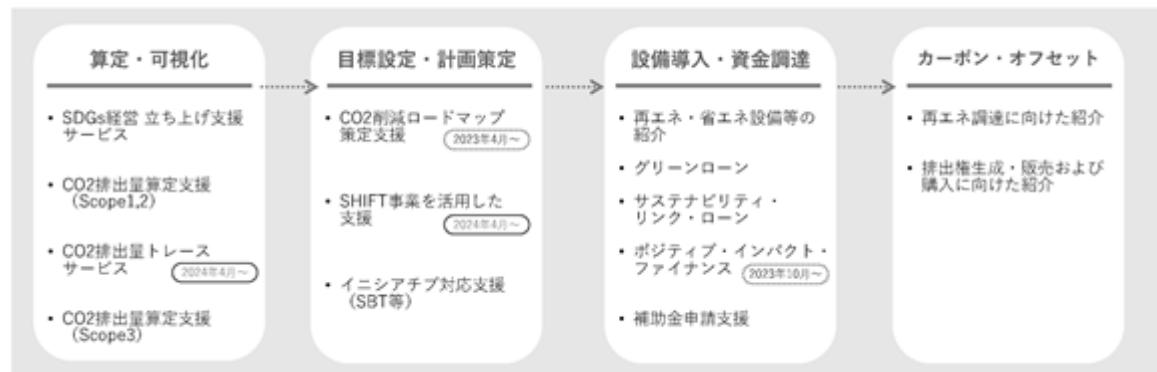 算定・可視化
• SDGs経営 立ち上げ支援
サービス
• CO2排出量算定支援
（Scope1,2）
• CO2排出量トレース
サービス 2024年4月～
• CO2排出量算定支援
（Scope3）
目標設定・計画策定
• CO2削減ロードマップ
策定支援 2023年4月～
• SHIFT事業を活用した
支援 2024年4月～
• イニシアチブ対応支援
（SBT等）
設備導入・資金調達
• 再エネ・省エネ設備等の
紹介
• グリーンローン
• サステナビリティ・
リンク・ローン
• ポジティブ・インパクト・
ファイナンス 2023年10月～
• 補助金申請支援
カーボン・オフセット
• 再エネ調達に向けた紹介
• 排出権生成・販売および
購入に向けた紹介